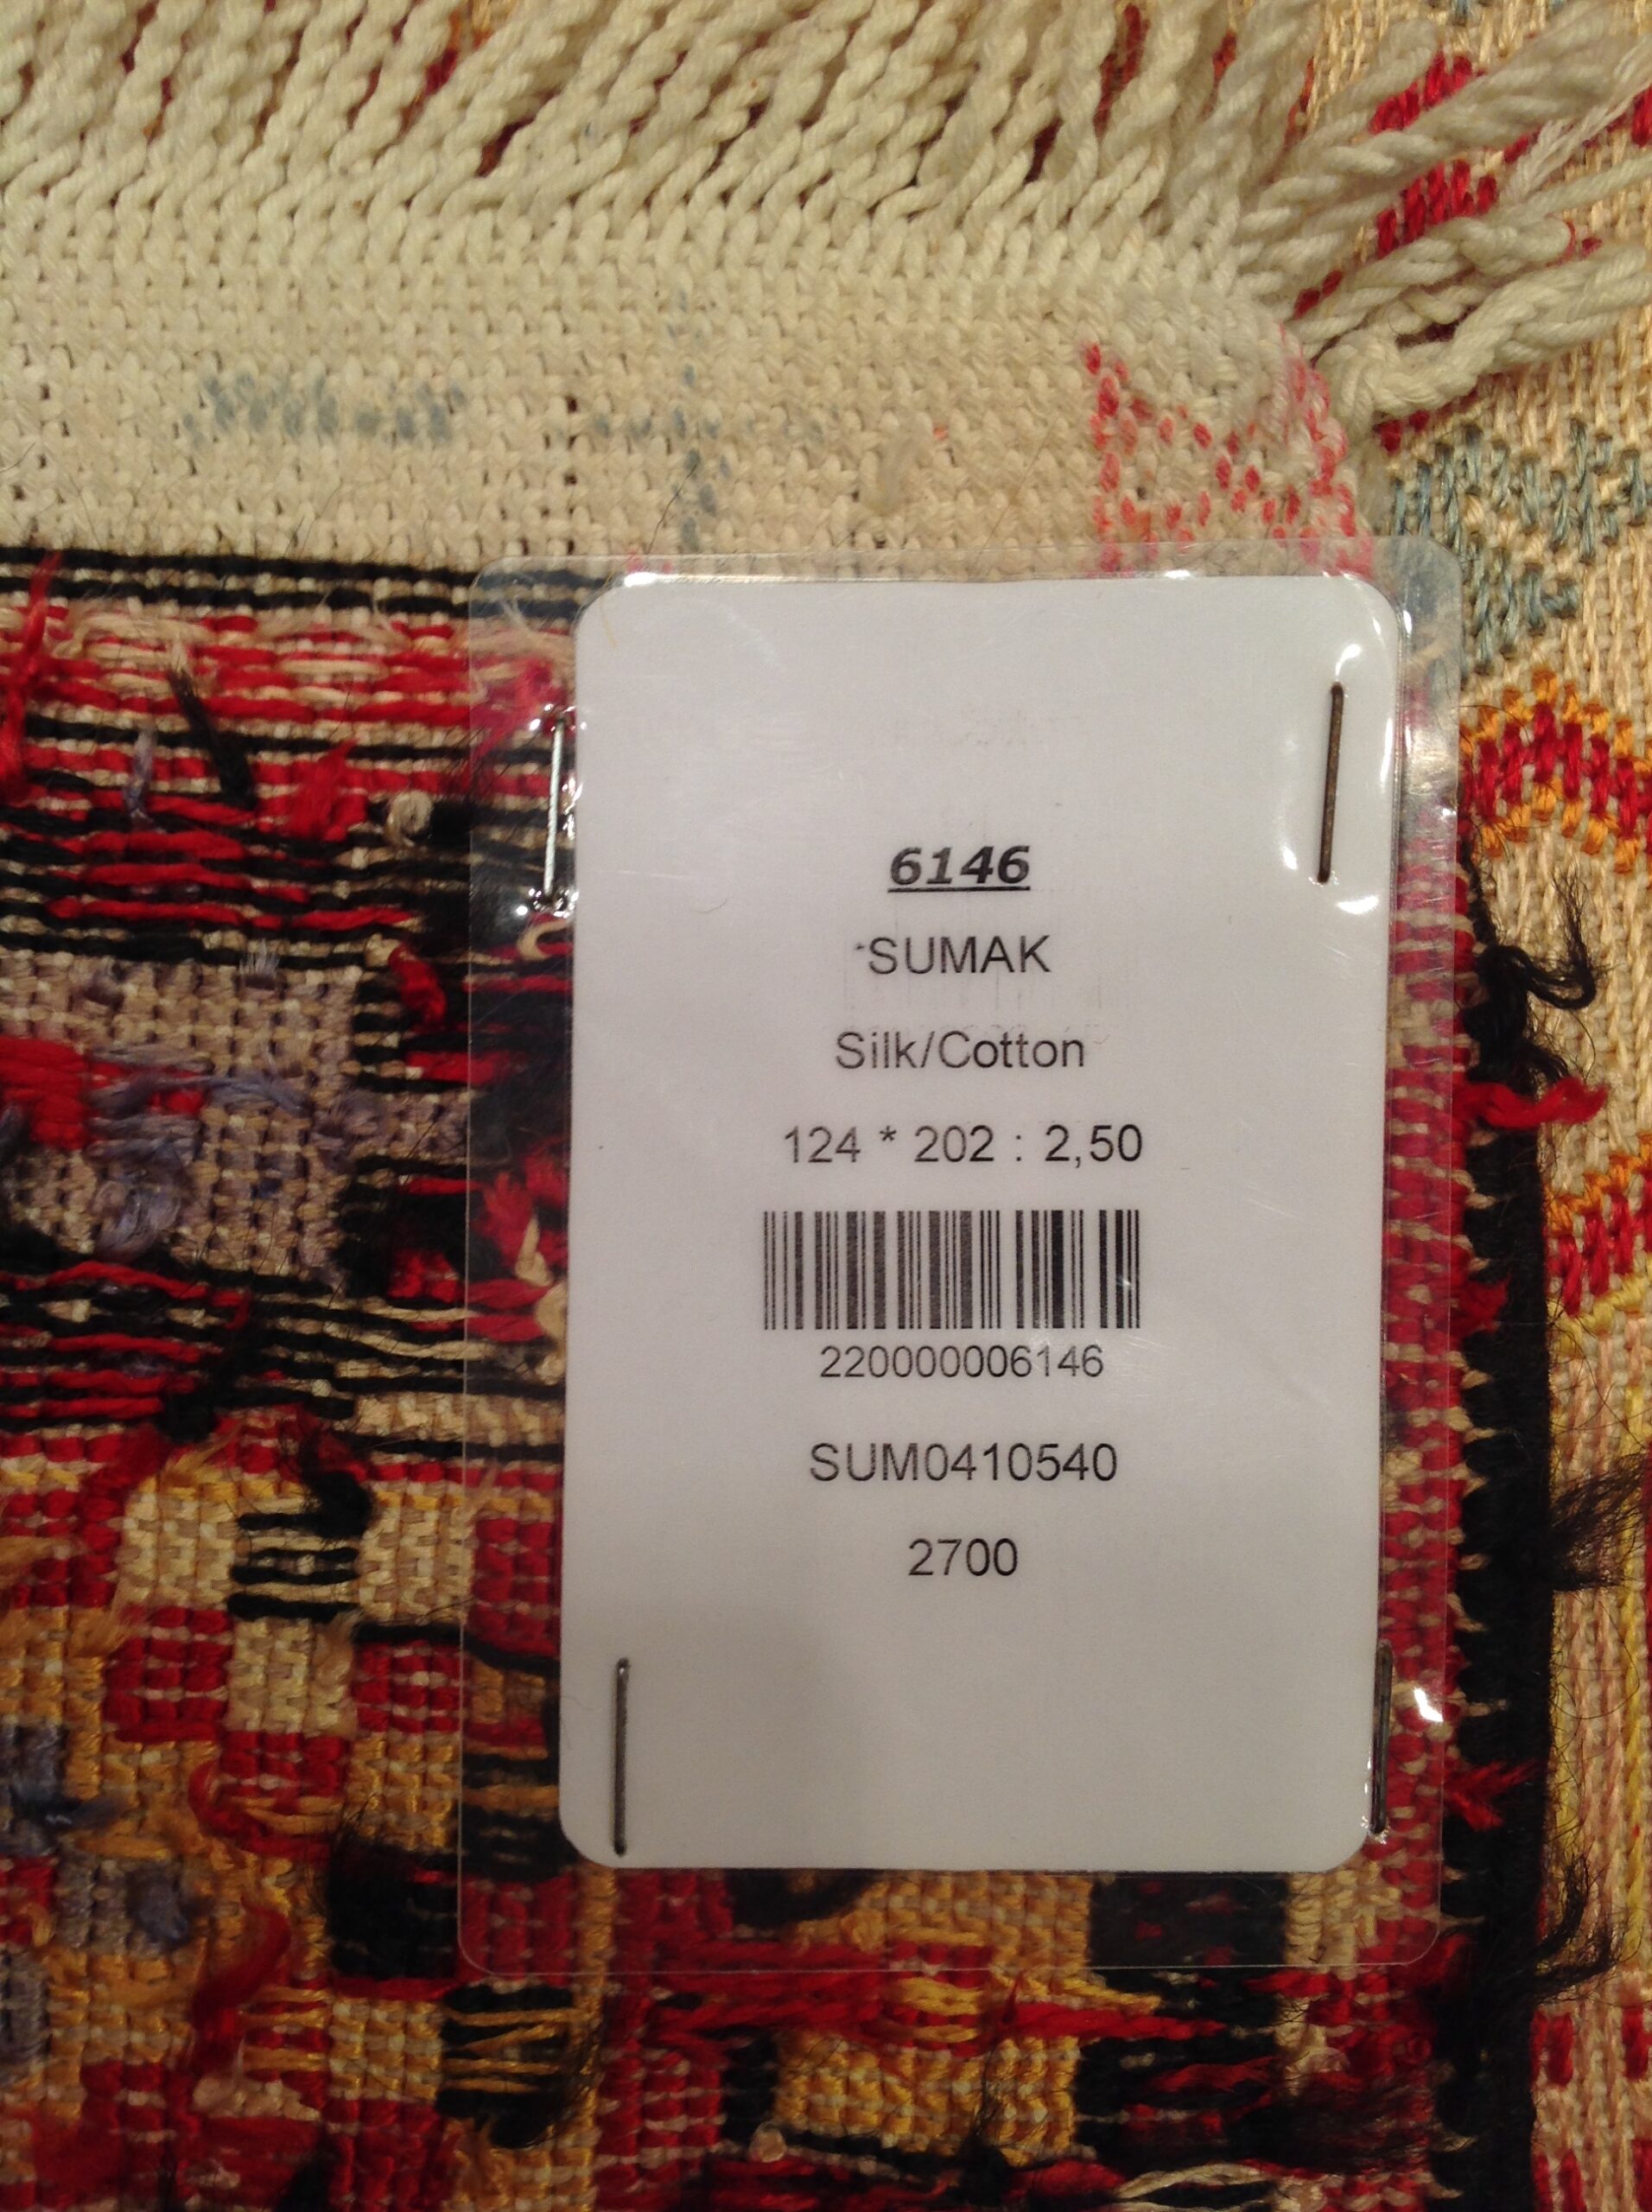 6146
SUMAK
Silk/Cotton
124 * 202 : 2,50
220000006146
SUM0410540
2700